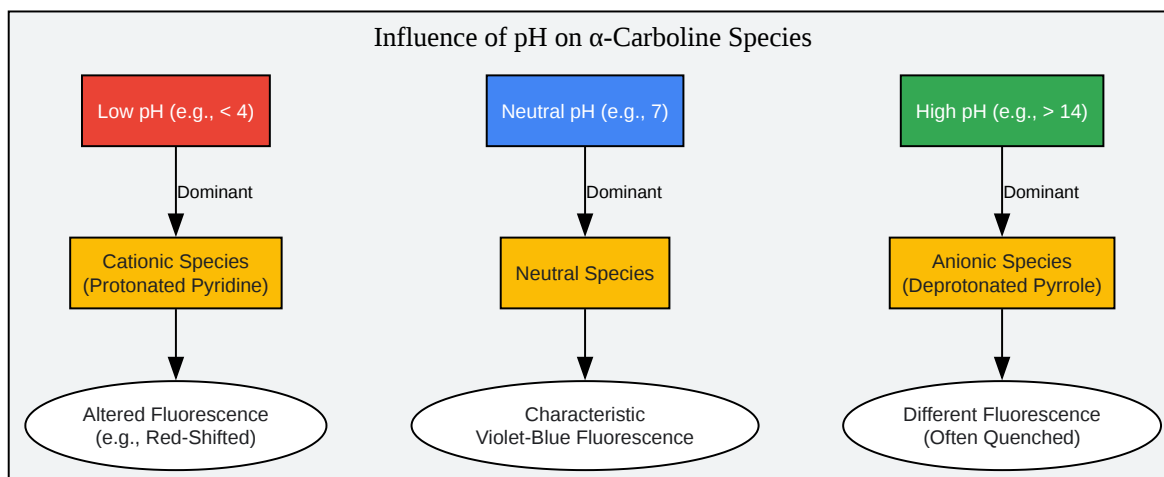 Influence of pH on α-Carboline Species
Low pH (e.g., < 4)
Neutral pH (e.g., 7)
High pH (e.g., > 14)
Dominant
Dominant
Dominant
Cationic Species
(Protonated Pyridine)
Neutral Species
Anionic Species
(Deprotonated Pyrrole)
Altered Fluorescence
(e.g., Red-Shifted)
Characteristic
Violet-Blue Fluorescence
Different Fluorescence
(Often Quenched)